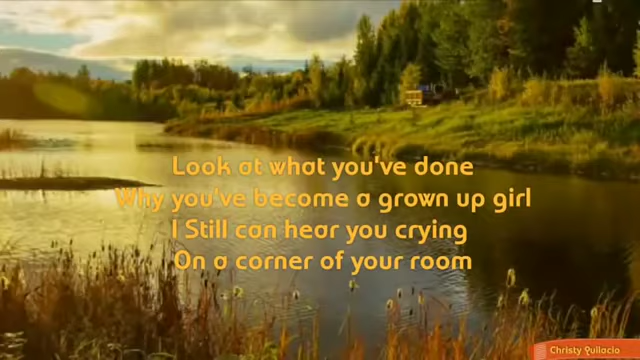 Look at what you've done
Why you've become a grown up girl
I Still can hear you crying
On a corner of your room
Christy Quilacio